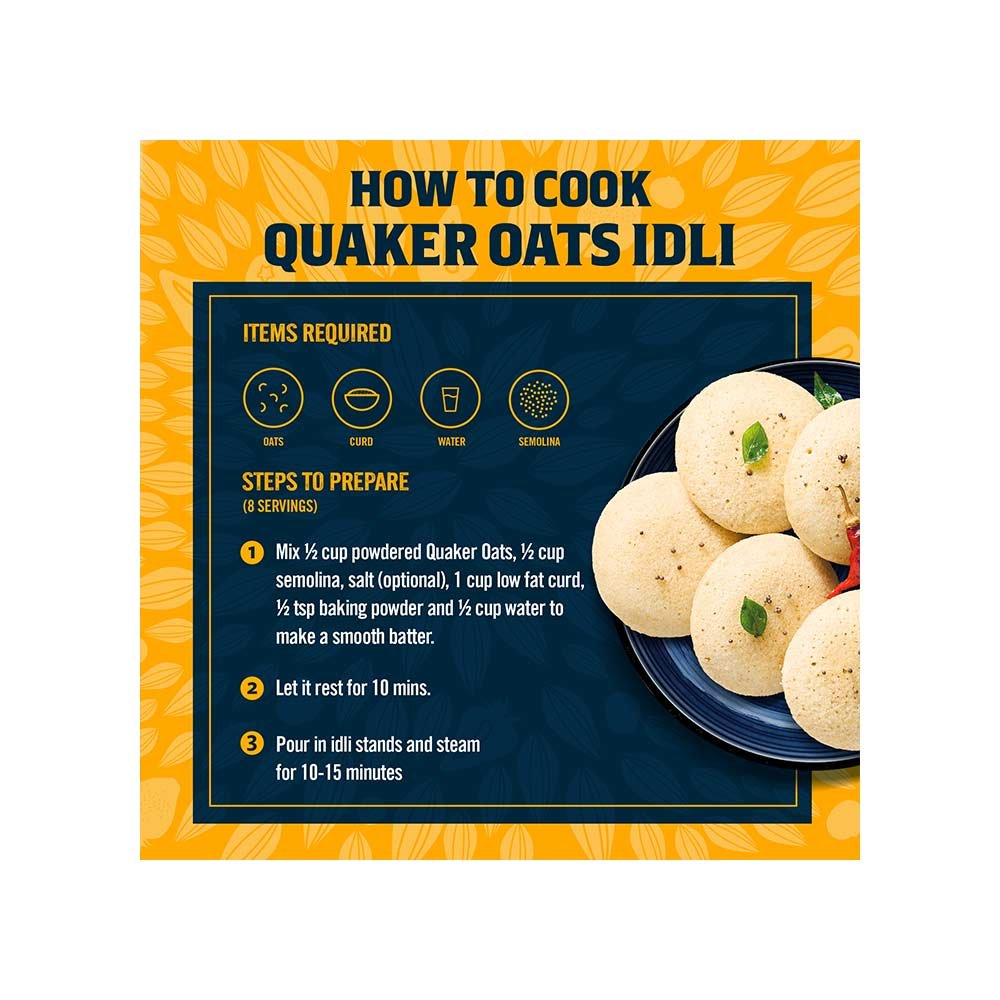 HOW TO COOK
QUAKER OATS IDLI
ITEMS REQUIRED
OATS
CURD
WATER
SEMOLINA
STEPS TO PREPARE
(8 SERVINGS)
1 Mix ½ cup powdered Quaker Oats, ½ cup
semolina, salt (optional), 1 cup low fat curd,
½ tsp baking powder and ½ cup water to
make a smooth batter.
2 Let it rest for 10 mins.
3 Pour in idli stands and steam
for 10-15 minutes